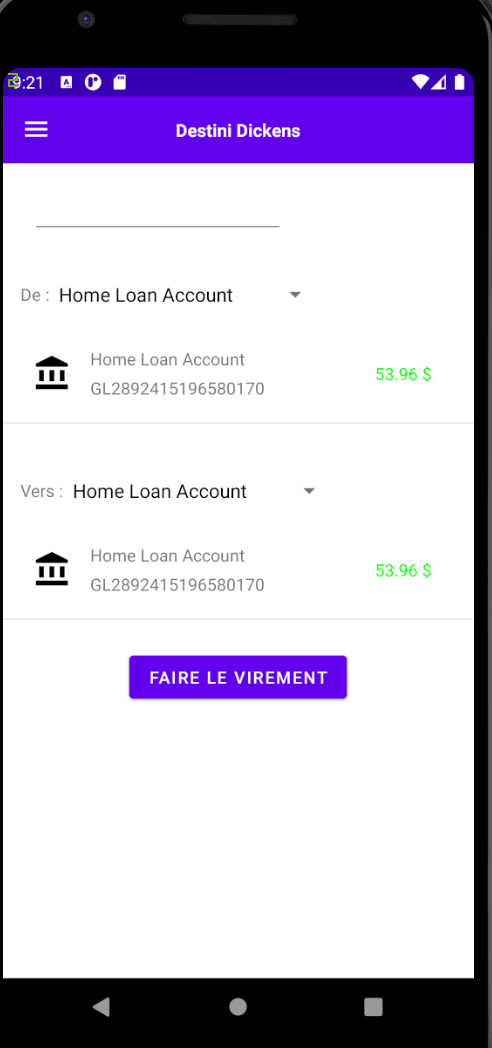 9:21
Destini Dickens
De : Home Loan Account
Home Loan Account
GL2892415196580170
53.96 $
Vers : Home Loan Account
Home Loan Account
GL2892415196580170
53.96 $
FAIRE LE VIREMENT